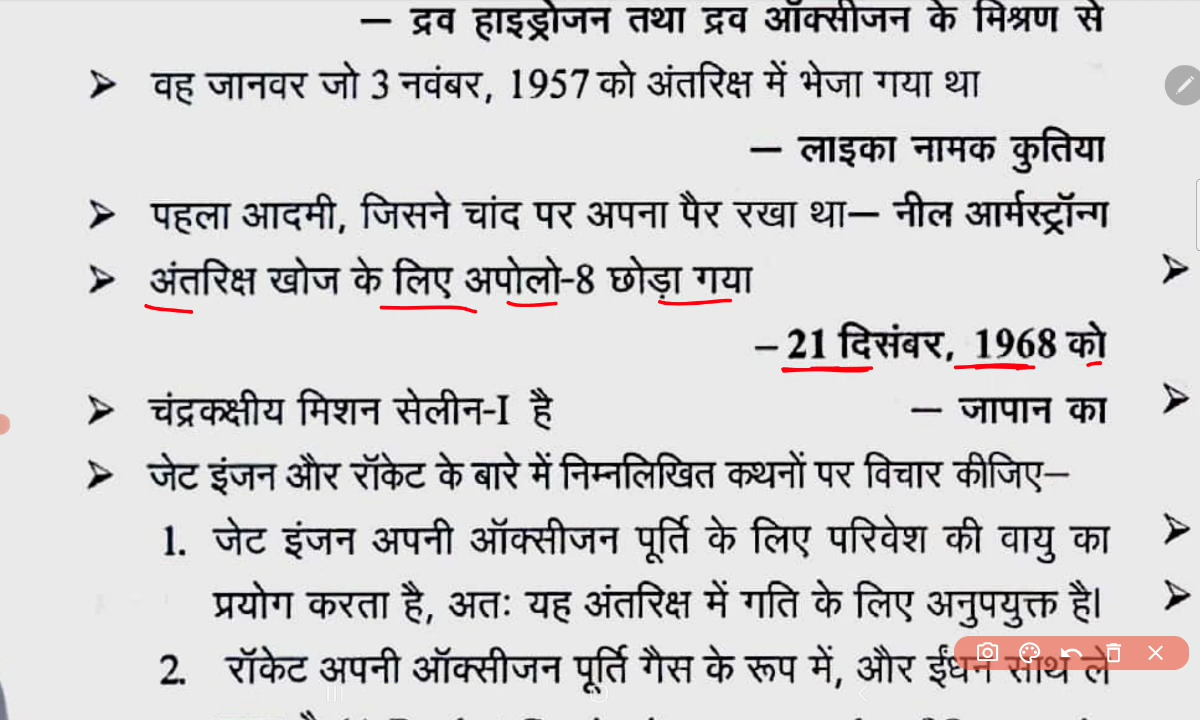 — द्रव हाइड्रोजन तथा द्रव ऑक्सीजन के मिश्रण से
➢ वह जानवर जो 3 नवंबर, 1957 को अंतरिक्ष में भेजा गया था
— लाइका नामक कुतिया
➢ पहला आदमी, जिसने चांद पर अपना पैर रखा था— नील आर्मस्ट्रॉन्ग
➢ अंतरिक्ष खोज के लिए अपोलो-8 छोड़ा गया
– 21 दिसंबर, 1968 को
➢ चंद्रकक्षीय मिशन सेलीन-I है — जापान का
➢ जेट इंजन और रॉकेट के बारे में निम्नलिखित कथनों पर विचार कीजिए—
1. जेट इंजन अपनी ऑक्सीजन पूर्ति के लिए परिवेश की वायु का
प्रयोग करता है, अतः यह अंतरिक्ष में गति के लिए अनुपयुक्त है।
2. रॉकेट अपनी ऑक्सीजन पूर्ति गैस के रूप में, और ईंधन साथ ले